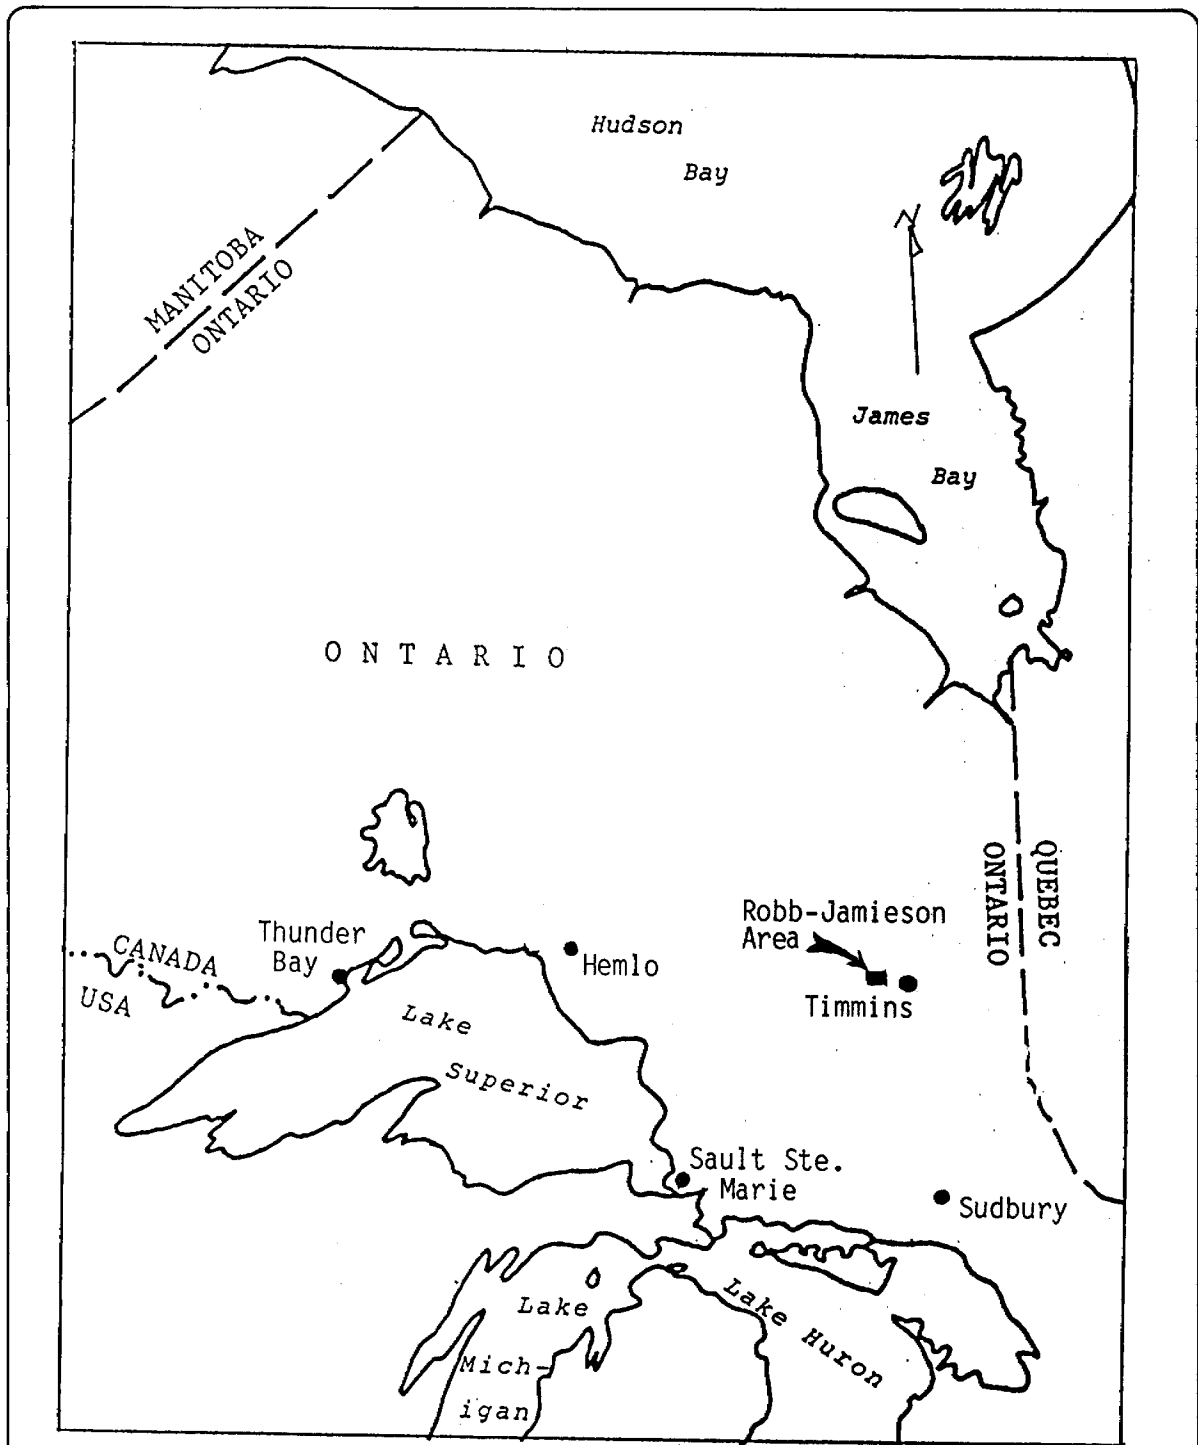 Hudson
Bay
N
MANITOBA
ONTARIO
James
Bay
ONTARIO
QUEBEC
ONTARIO
Robb-Jamieson
Area
Timmins
Thunder
Bay
Hemlo
CANADA
USA
Lake
Superior
Sault Ste.
Marie
Sudbury
Lake
Mich-
igan
Lake Huron